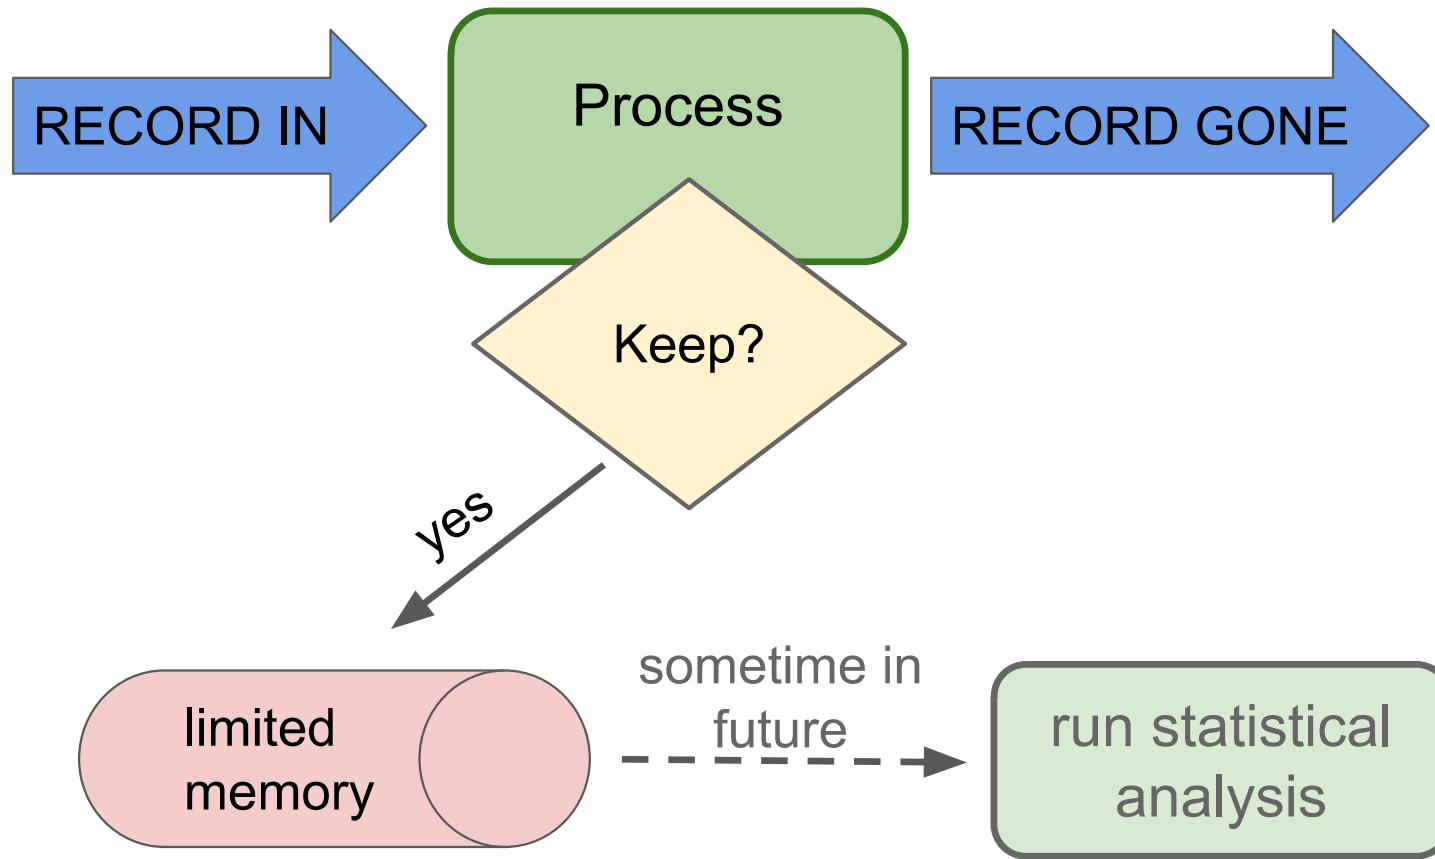 RECORD IN
Process
RECORD GONE
Keep?
yes
limited
memory
sometime in
future
run statistical
analysis